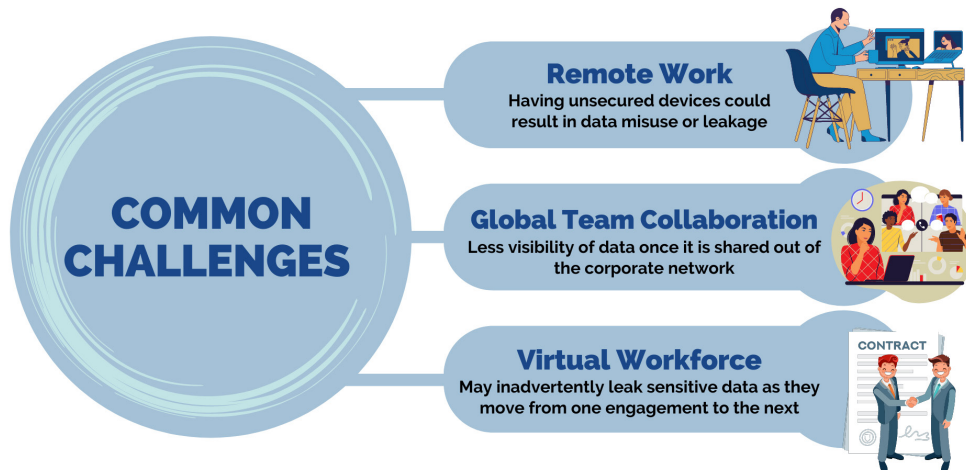 COMMON
CHALLENGES
Remote Work
Having unsecured devices could
result in data misuse or leakage
Global Team Collaboration
Less visibility of data once it is shared out of
the corporate network
Virtual Workforce
May inadvertently leak sensitive data as they
move from one engagement to the next
CONTRACT